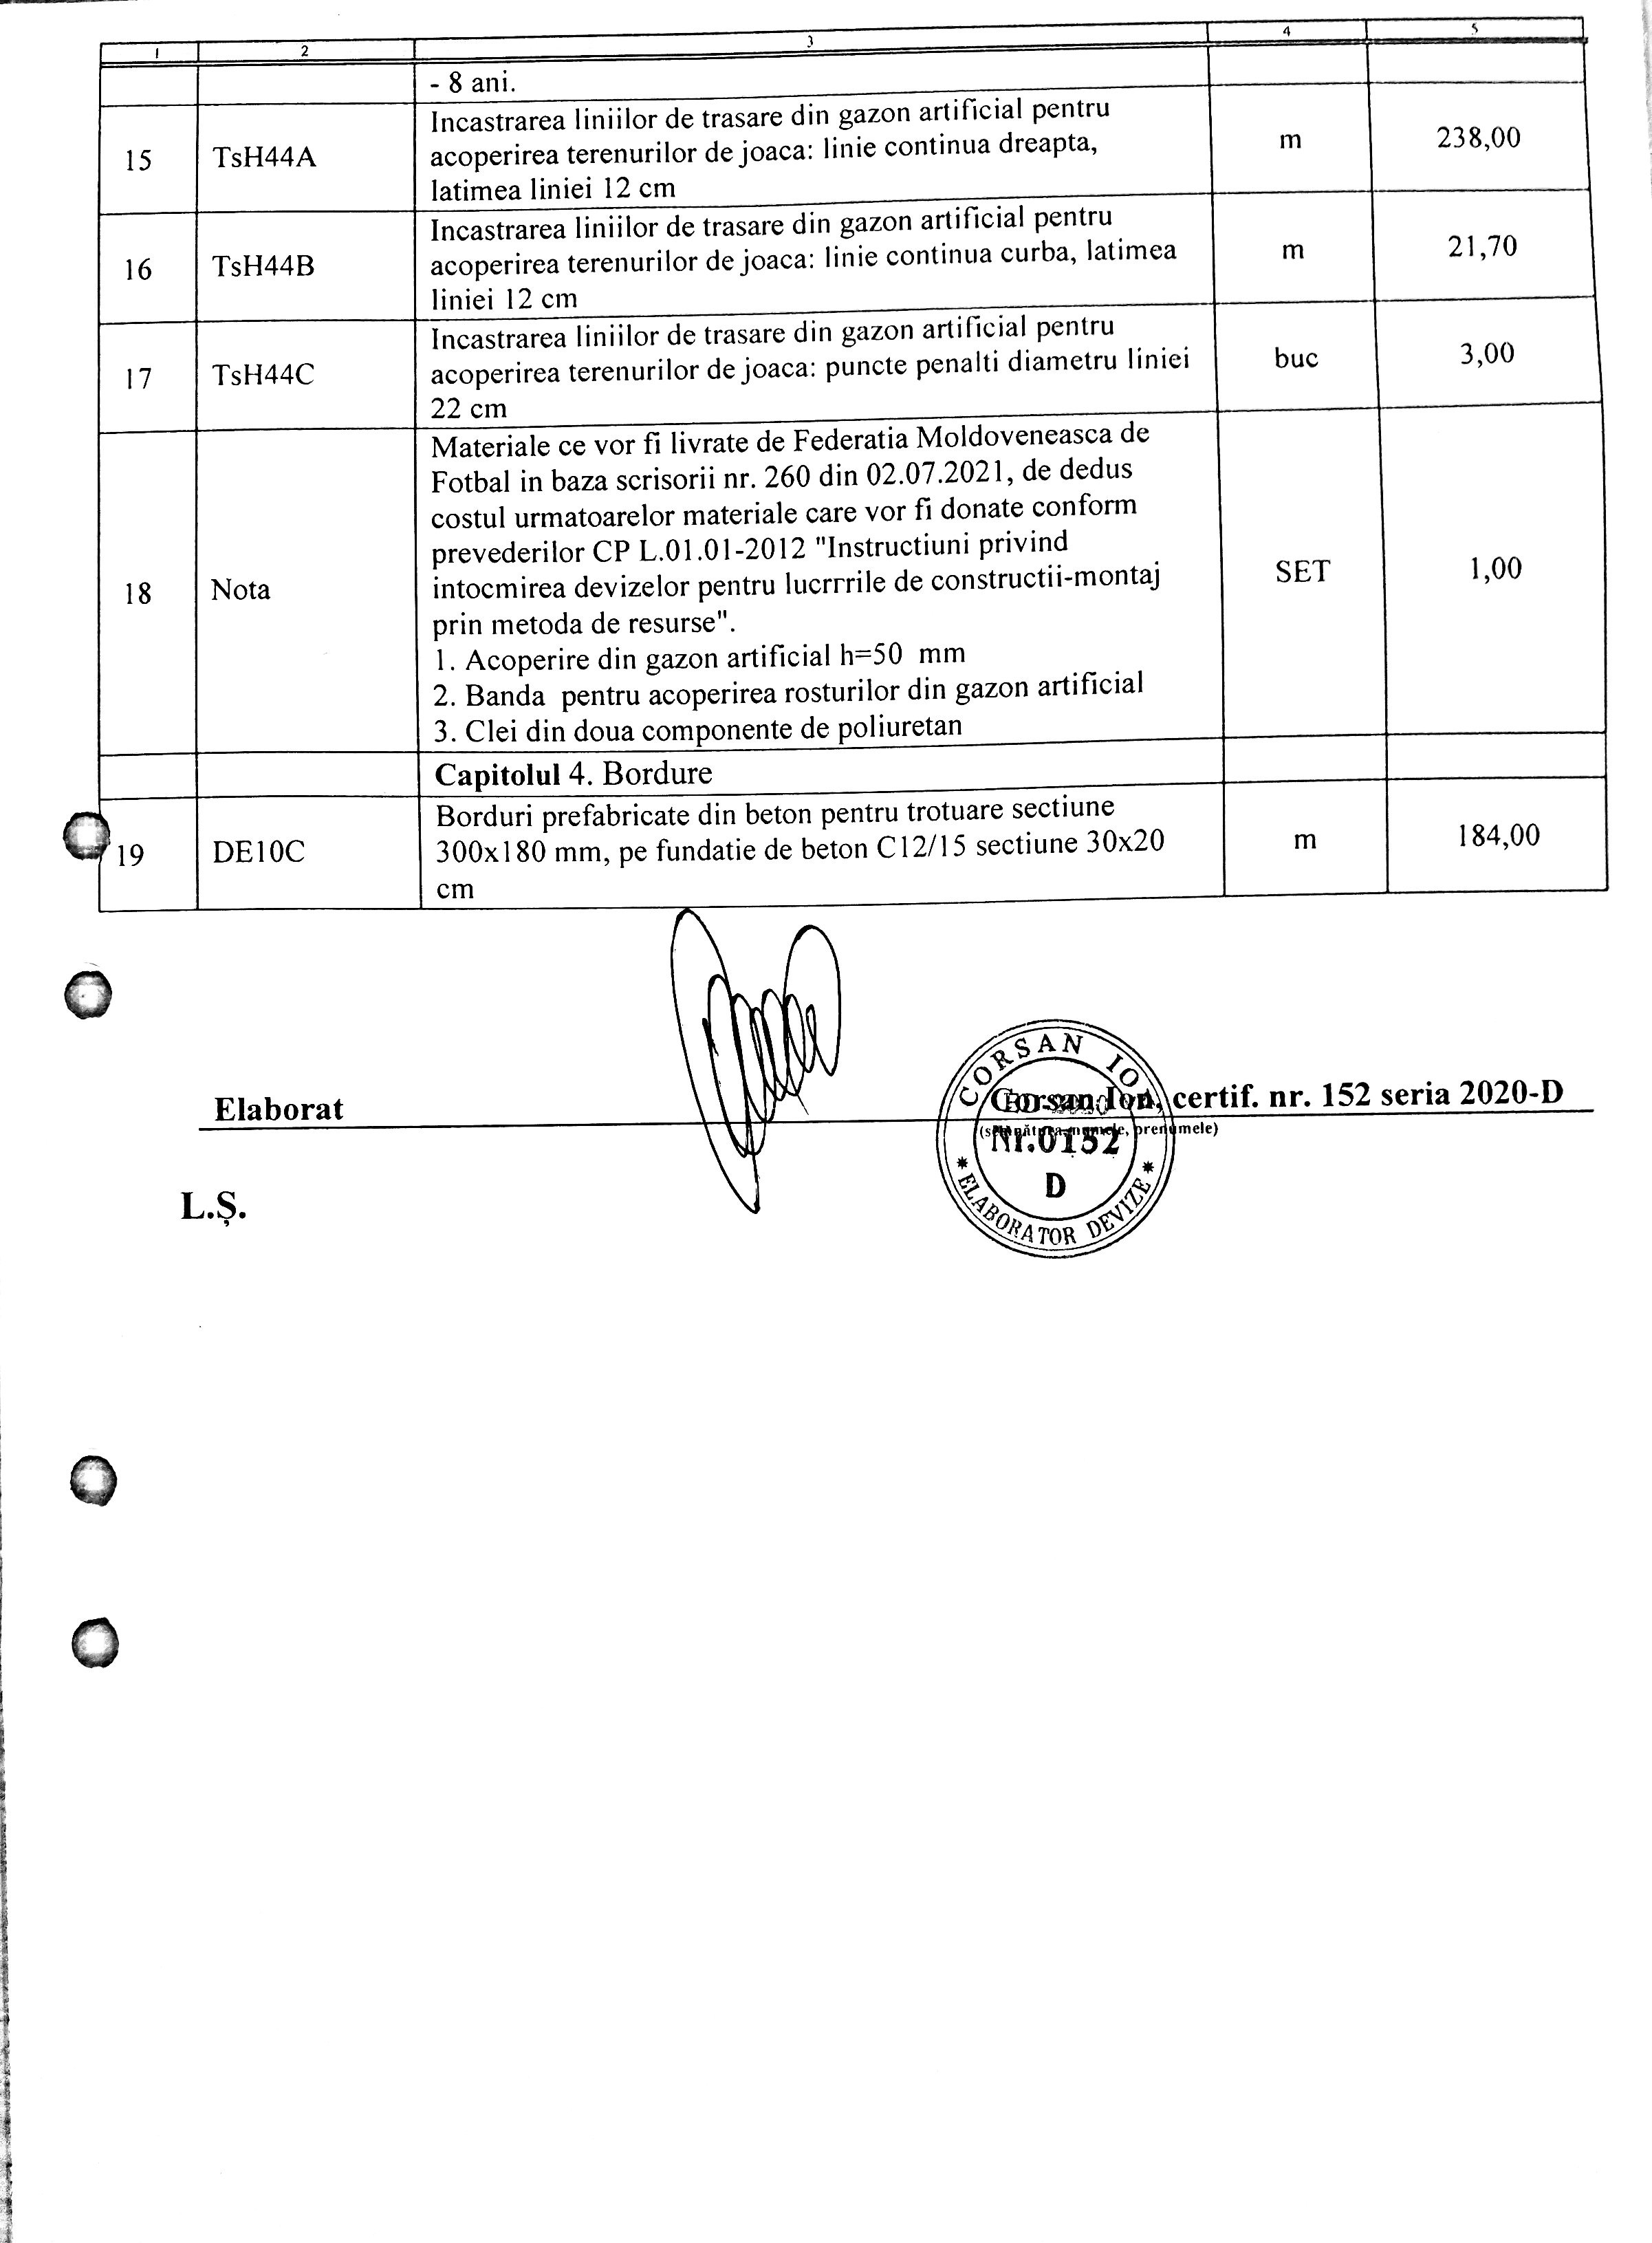 1 2 3 4 5
- 8 ani.
15 TsH44A Incastrarea liniilor de trasare din gazon artificial pentru
acoperirea terenurilor de joaca: linie continua dreapta,
latimea liniei 12 cm
m 238,00
16 TsH44B Incastrarea liniilor de trasare din gazon artificial pentru
acoperirea terenurilor de joaca: linie continua curba, latimea
liniei 12 cm
m 21,70
17 TsH44C Incastrarea liniilor de trasare din gazon artificial pentru
acoperirea terenurilor de joaca: puncte penalti diametru liniei
22 cm
buc 3,00
18 Nota Materiale ce vor fi livrate de Federatia Moldoveneasca de
Fotbal in baza scrisorii nr. 260 din 02.07.2021, de dedus
costul urmatoarelor materiale care vor fi donate conform
prevederilor CP L.01.01-2012 "Instructiuni privind
intocmirea devizelor pentru lucrrrile de constructii-montaj
prin metoda de resurse".
1. Acoperire din gazon artificial h=50 mm
2. Banda pentru acoperirea rosturilor din gazon artificial
3. Clei din doua componente de poliuretan
SET 1,00
Capitolul 4. Bordure
19 DE10C Borduri prefabricate din beton pentru trotuare sectiune
300x180 mm, pe fundatie de beton C12/15 sectiune 30x20
cm
m 184,00
Elaborat Corsan Ion, certif. nr. 152 seria 2020-D
(semnătura, numele, prenumele)
L.Ș.
CORSAN ION
Nr.0152
D
* ELABORATOR DEVIZE *